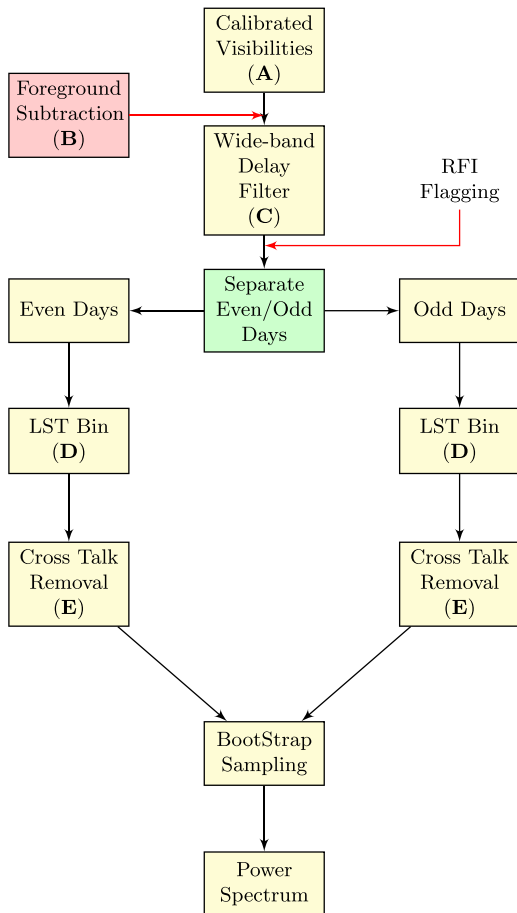 Calibrated
Visibilities
(A)
Foreground
Subtraction
(B)
Wide-band
Delay
Filter
(C)
RFI
Flagging
Separate
Even/Odd
Days
Even Days
Odd Days
LST Bin
(D)
LST Bin
(D)
Cross Talk
Removal
(E)
Cross Talk
Removal
(E)
BootStrap
Sampling
Power
Spectrum